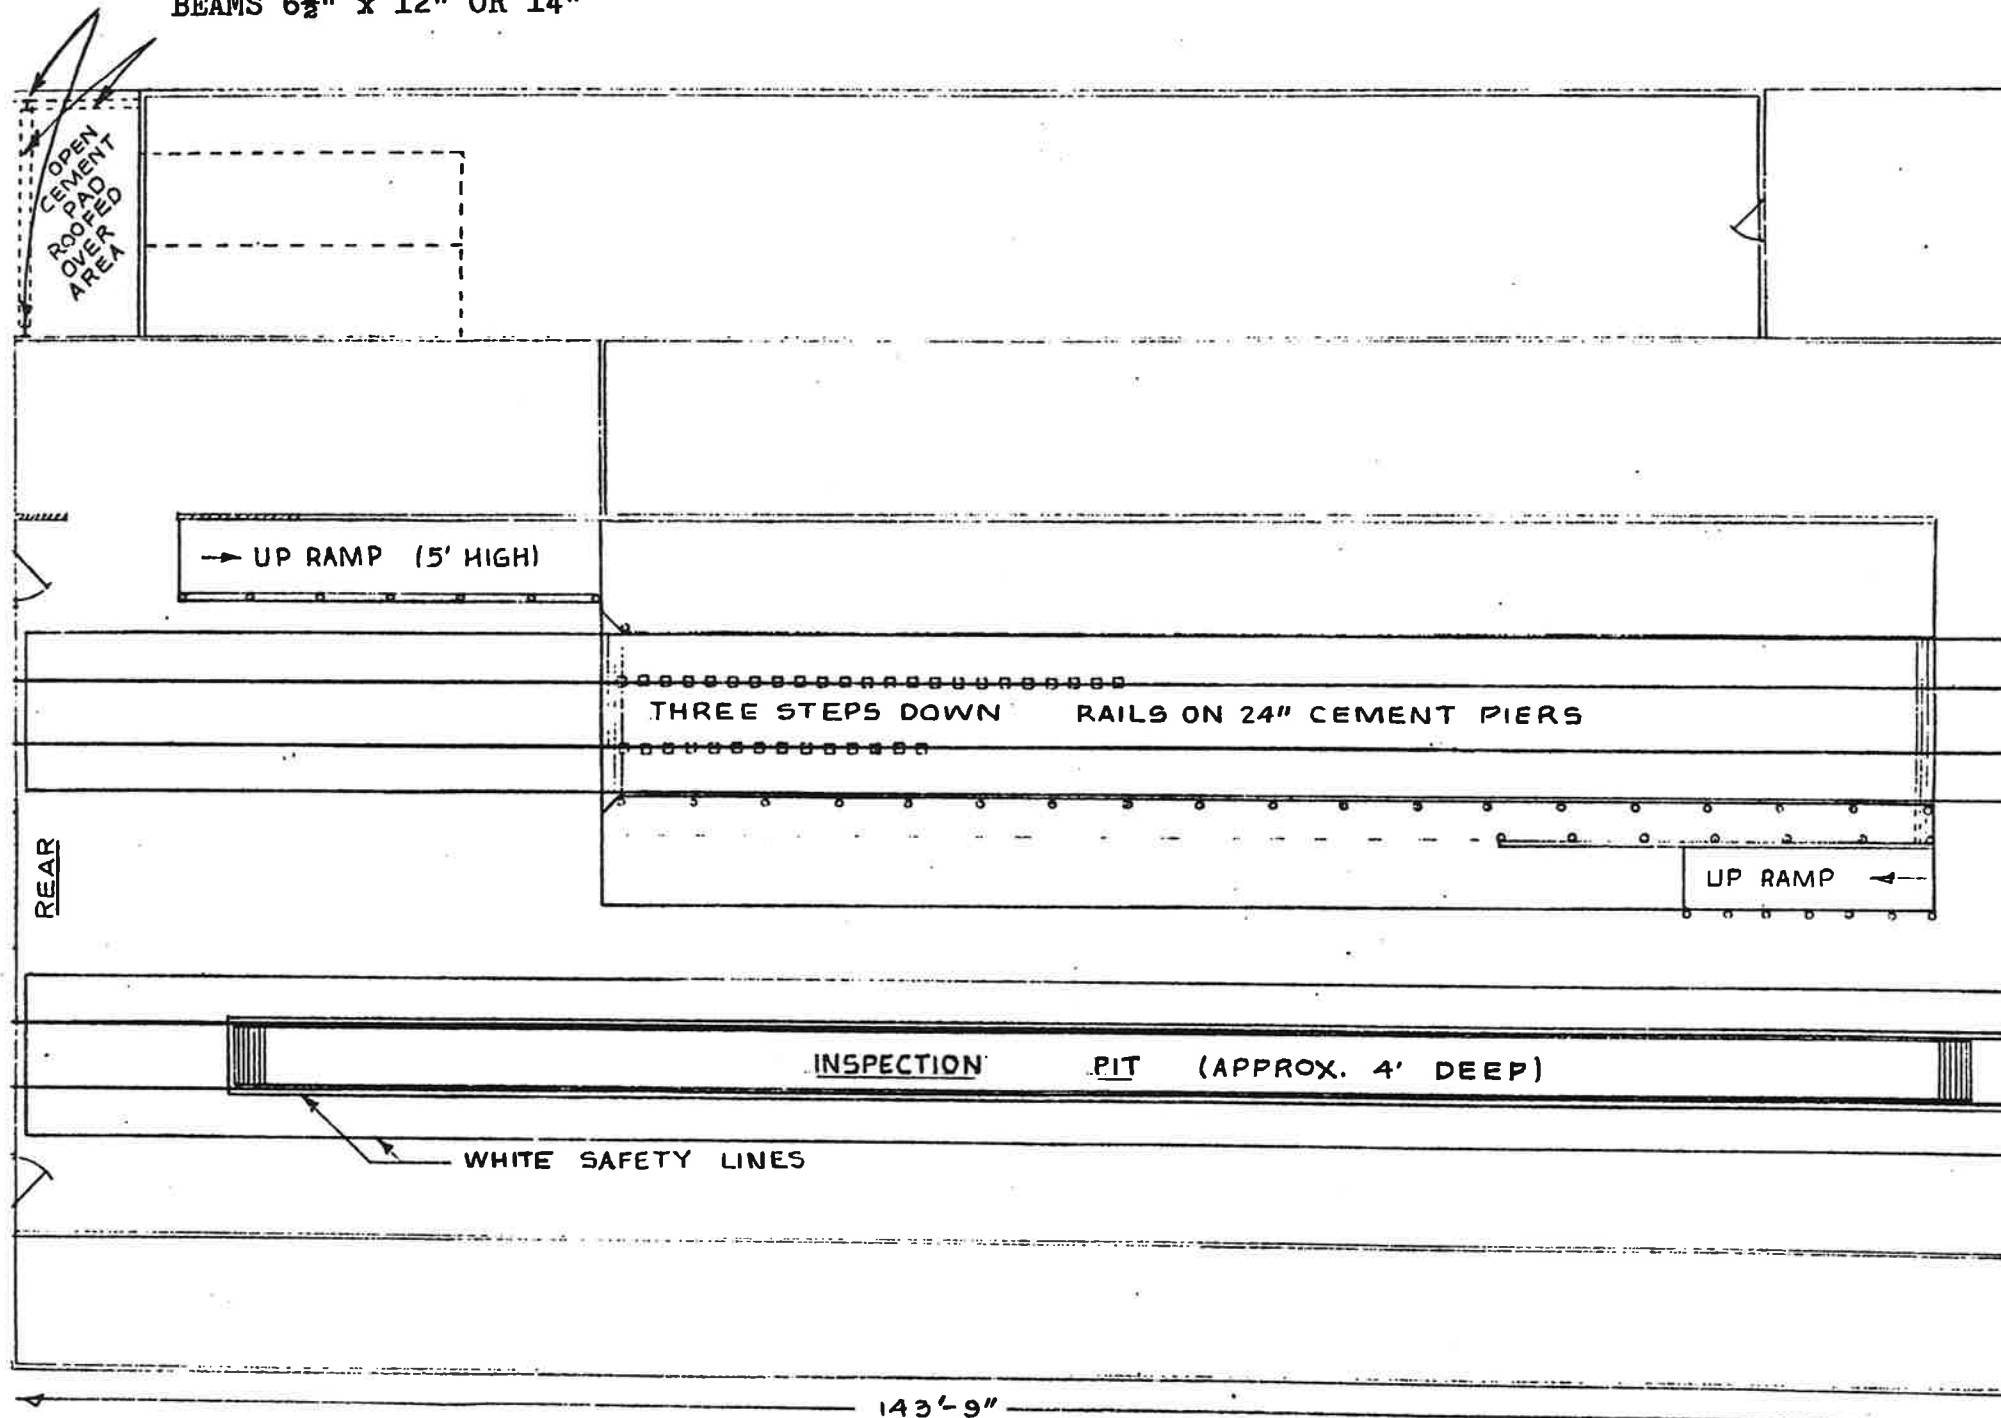 BEAMS 6½" x 12" OR 14"
OPEN
CEMENT
PAD
ROOFED
OVER
AREA
UP RAMP (5' HIGH)
THREE STEPS DOWN RAILS ON 24" CEMENT PIERS
REAR
UP RAMP
INSPECTION PIT (APPROX. 4' DEEP)
WHITE SAFETY LINES
143'-9"